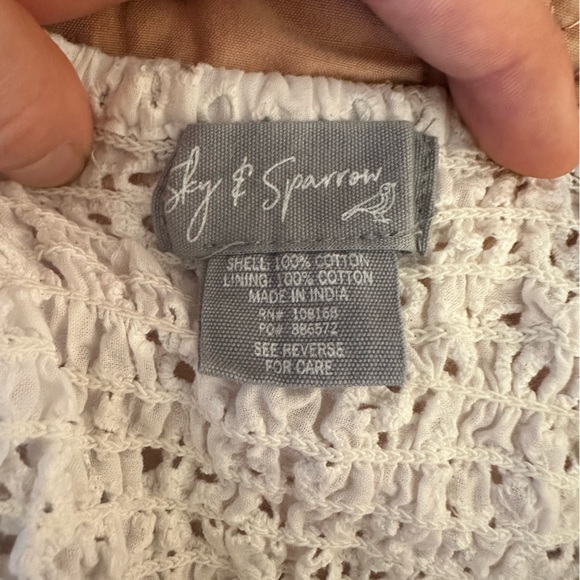 Sky & Sparrow
SHELL: 100% COTTON
LINING: 100% COTTON
MADE IN INDIA
RN# 108168
PO# 886572
SEE REVERSE
FOR CARE